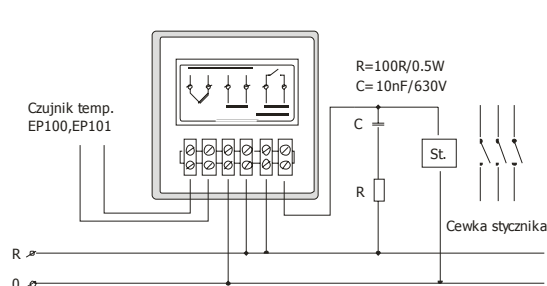 R=100R/0.5W
C=10nF/630V
Czujnik temp.
EP100,EP101
C
St.
R
Cewka stycznika
R
0